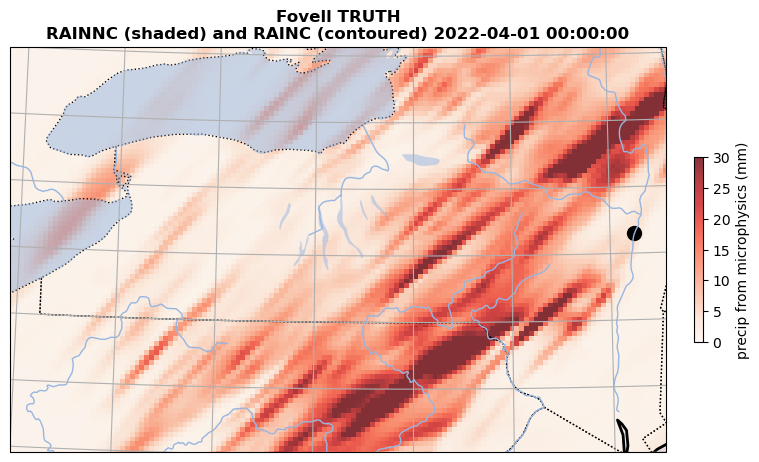 Fovell TRUTH
RAINNC (shaded) and RAINC (contoured) 2022-04-01 00:00:00
30
25
20
15
10
5
0
precip from microphysics (mm)